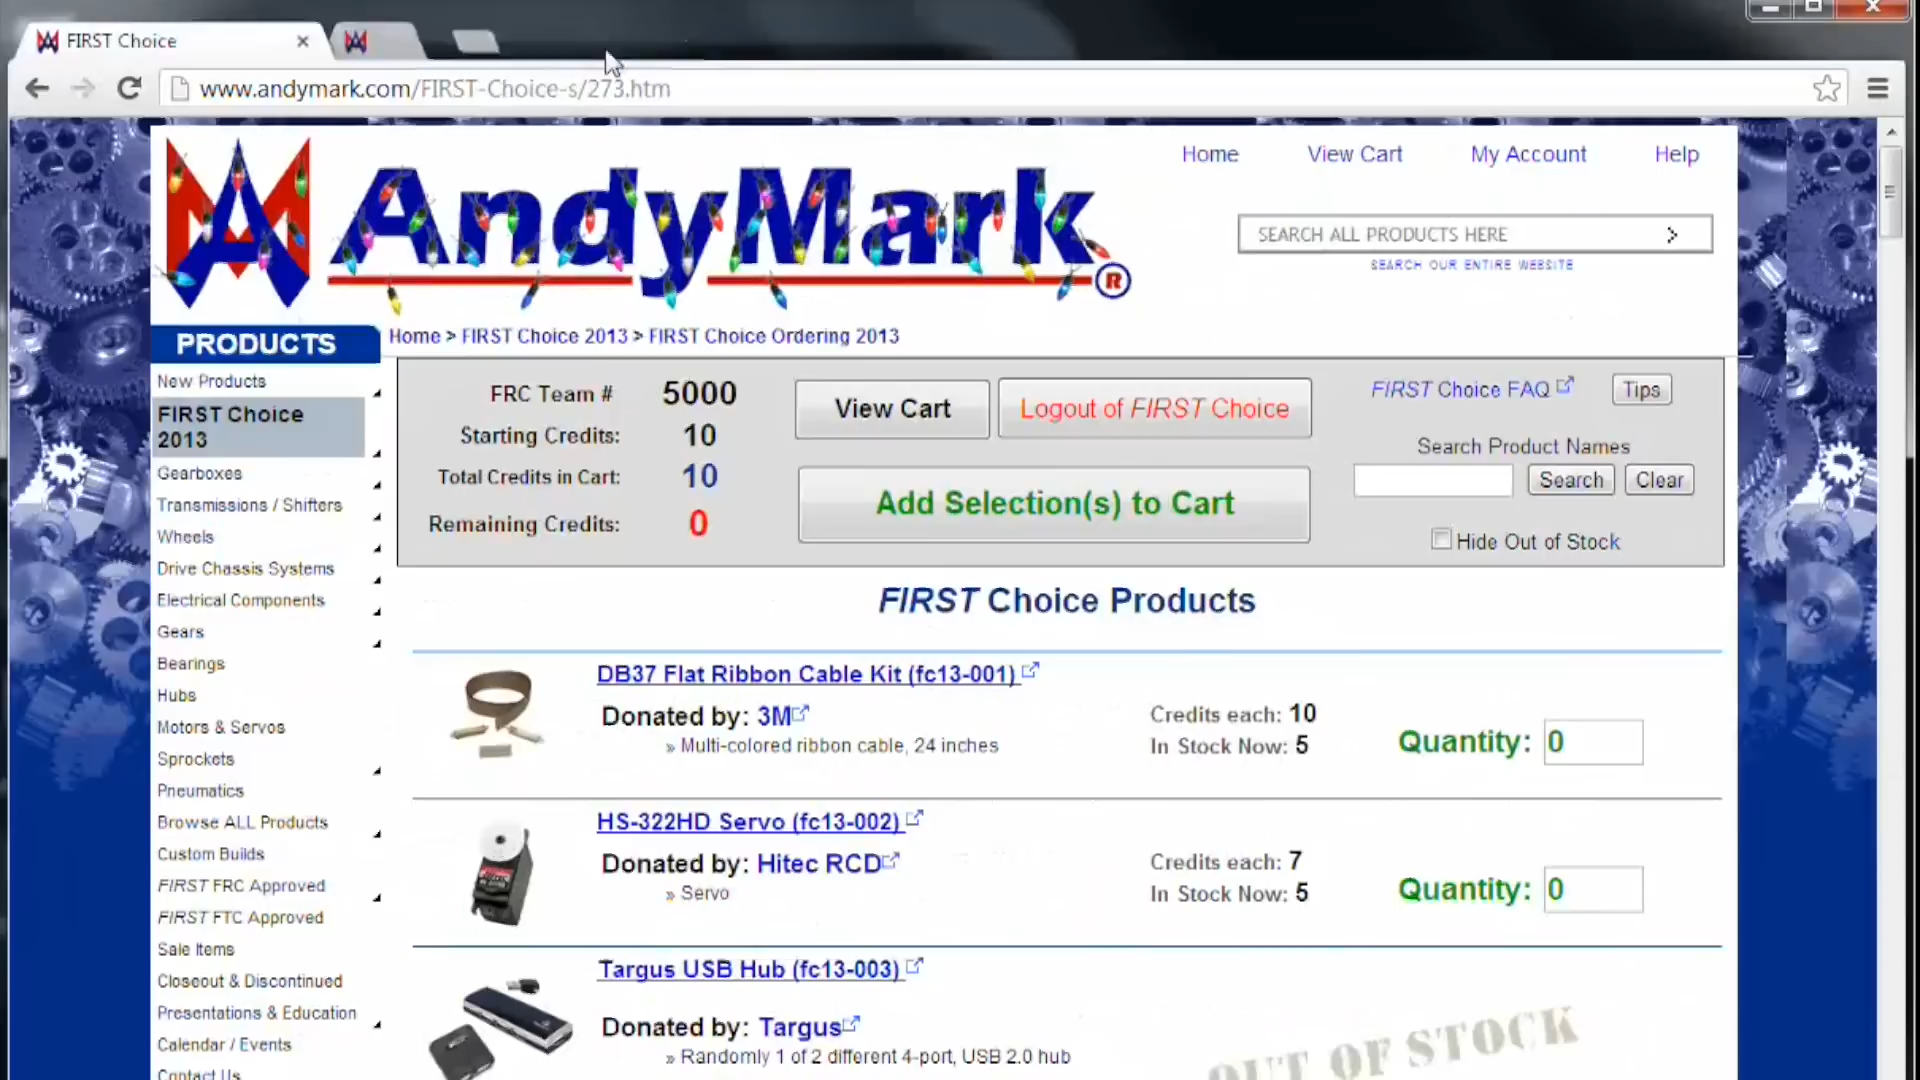 FIRST Choice
www.andymark.com/FIRST-Choice-s/273.htm
AndyMark®
Home View Cart My Account Help
SEARCH ALL PRODUCTS HERE
SEARCH OUR ENTIRE WEBSITE
PRODUCTS
New Products
FIRST Choice
2013
Gearboxes
Transmissions / Shifters
Wheels
Drive Chassis Systems
Electrical Components
Gears
Bearings
Hubs
Motors & Servos
Sprockets
Pneumatics
Browse ALL Products
Custom Builds
FIRST FRC Approved
FIRST FTC Approved
Sale Items
Closeout & Discontinued
Presentations & Education
Calendar / Events
Contact Us
Home > FIRST Choice 2013 > FIRST Choice Ordering 2013
FRC Team # 5000
Starting Credits: 10
Total Credits in Cart: 10
Remaining Credits: 0
View Cart
Logout of FIRST Choice
Add Selection(s) to Cart
FIRST Choice FAQ
Tips
Search Product Names
Search Clear
Hide Out of Stock
FIRST Choice Products
DB37 Flat Ribbon Cable Kit (fc13-001)
Donated by: 3M
» Multi-colored ribbon cable, 24 inches
Credits each: 10
In Stock Now: 5
Quantity: 0
HS-322HD Servo (fc13-002)
Donated by: Hitec RCD
» Servo
Credits each: 7
In Stock Now: 5
Quantity: 0
Targus USB Hub (fc13-003)
Donated by: Targus
» Randomly 1 of 2 different 4-port, USB 2.0 hub
OUT OF STOCK